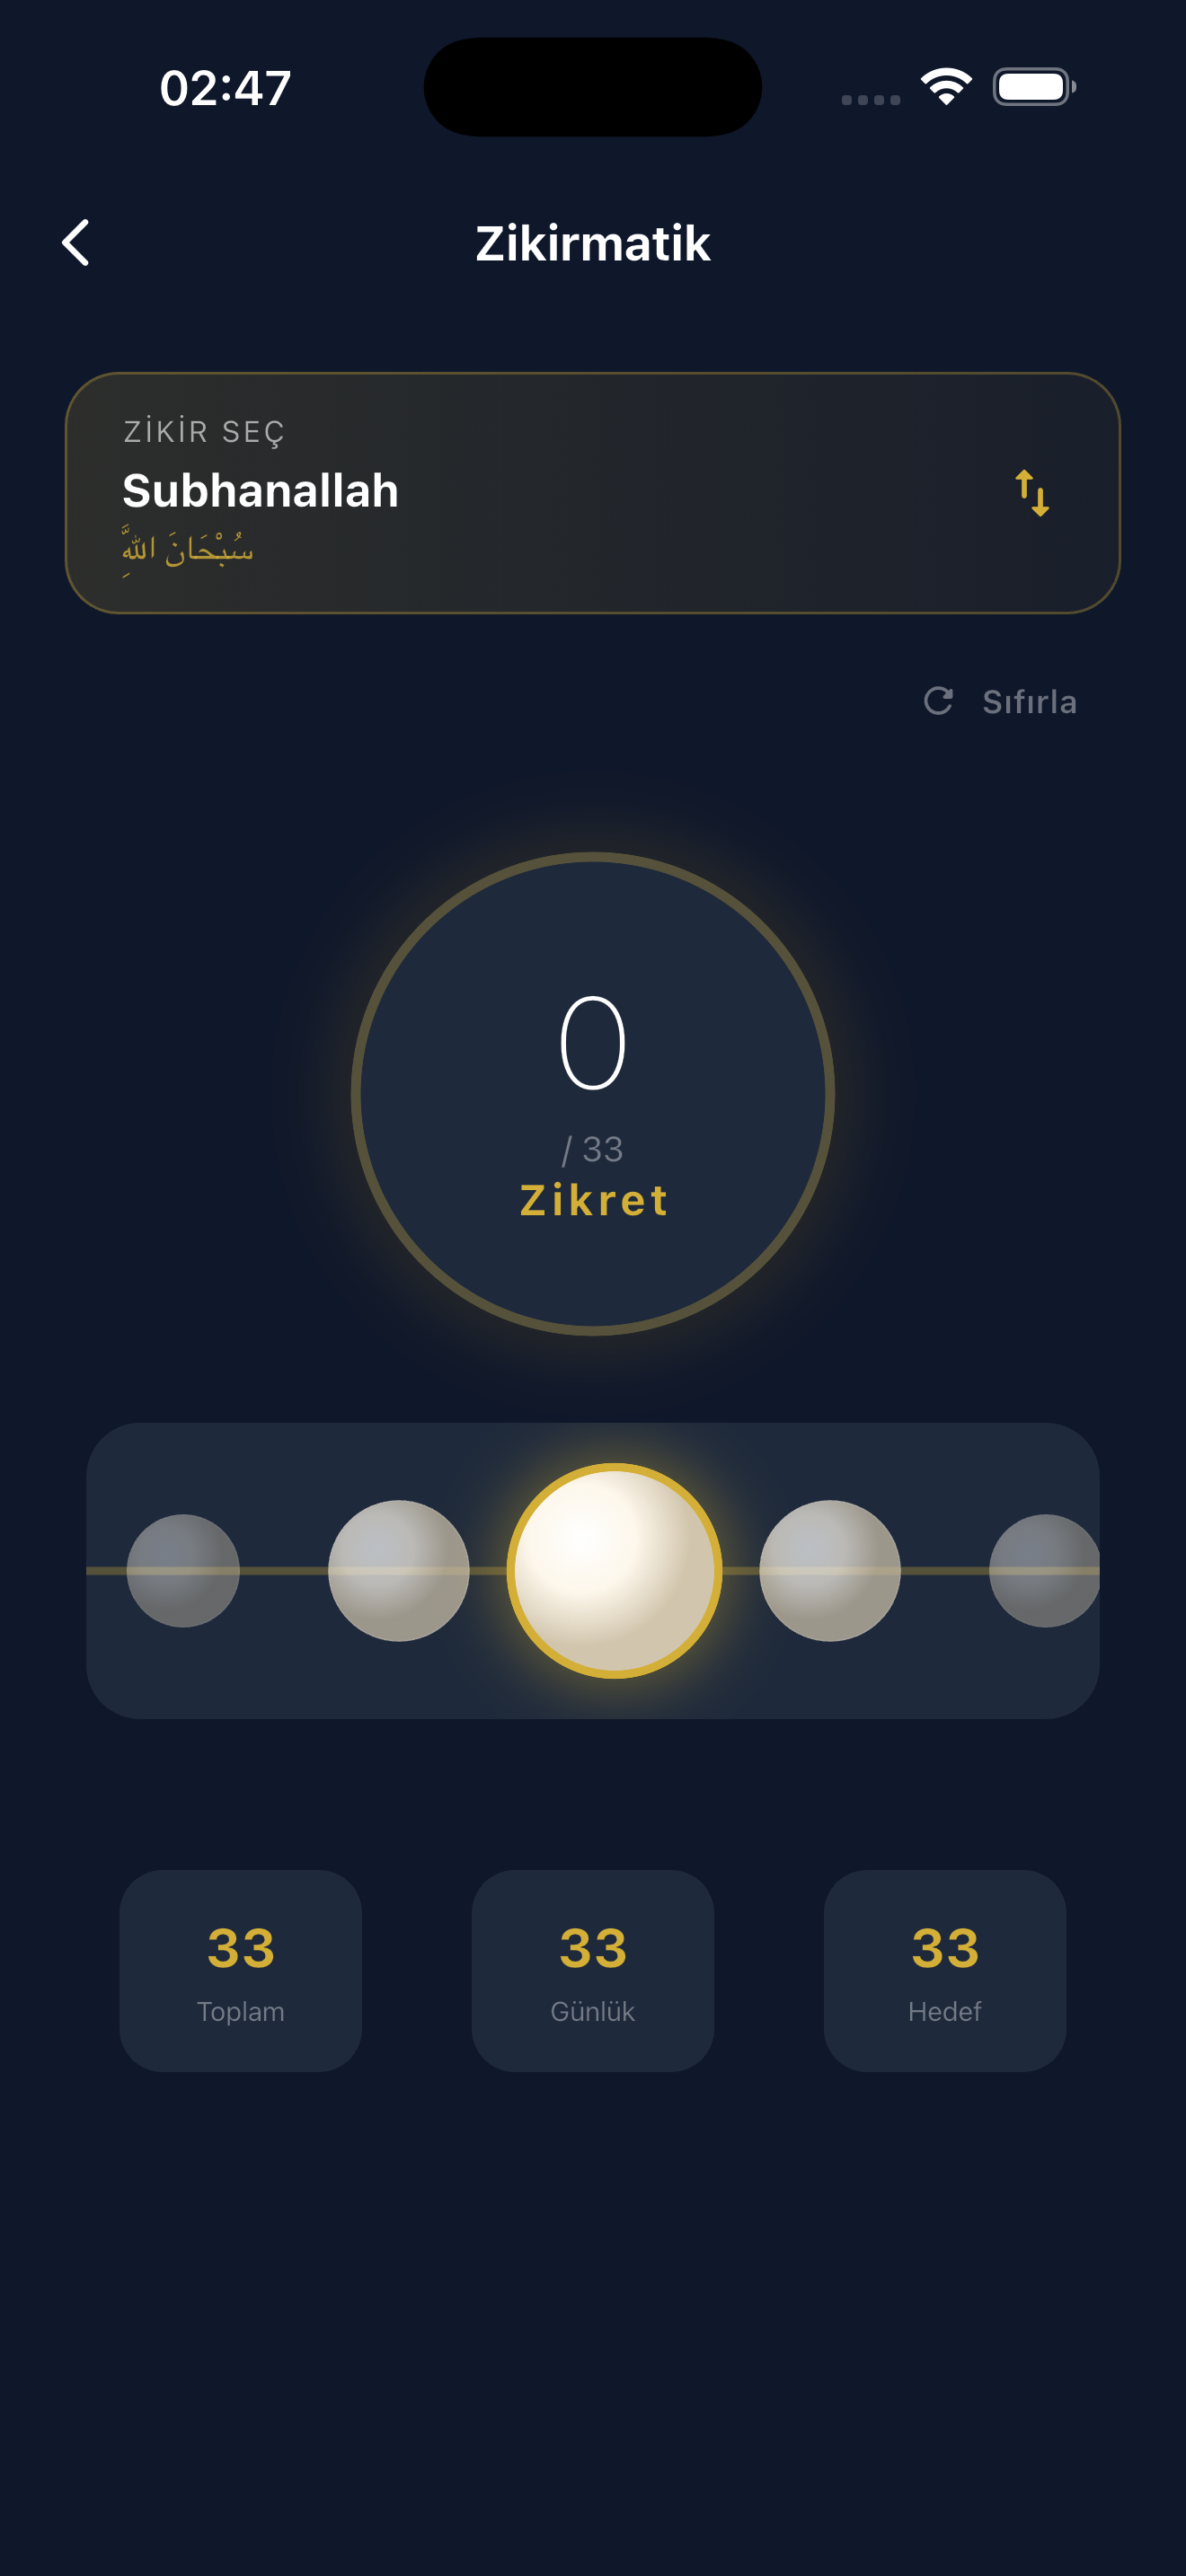 02:47
Zikirmatik
ZİKİR SEÇ
Subhanallah
سُبْحَانَ اللَّهِ
Sıfırla
0
/ 33
Zikret
33
Toplam
33
Günlük
33
Hedef